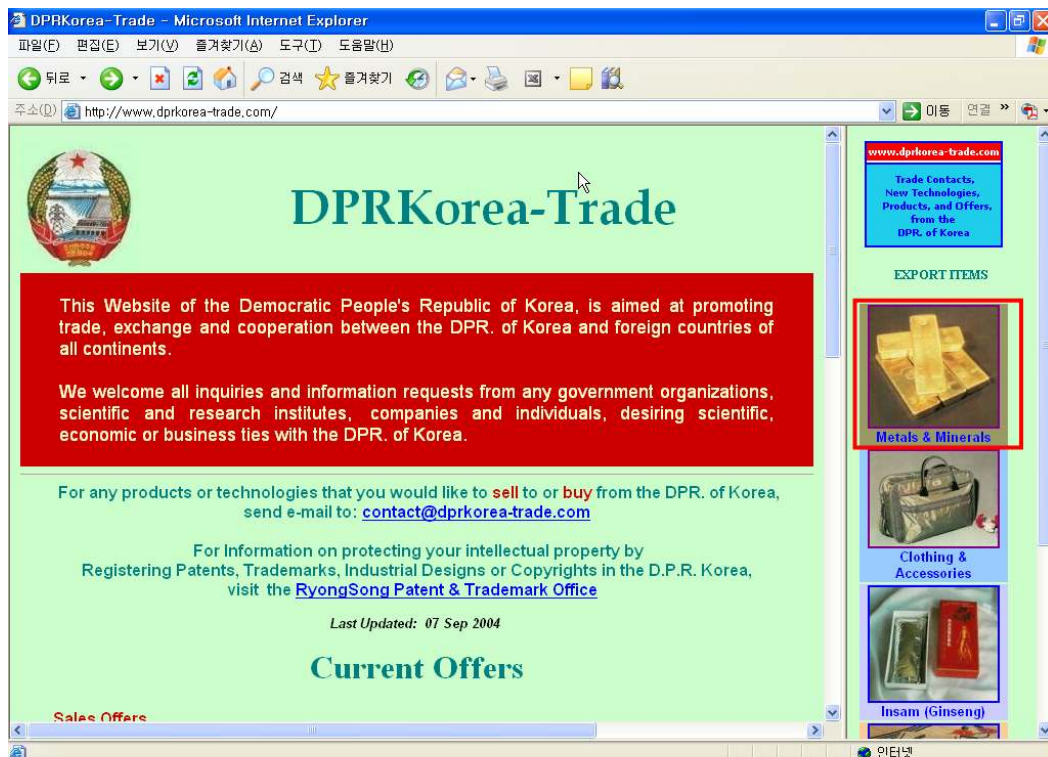 DPRKorea-Trade - Microsoft Internet Explorer
파일(F) 편집(E) 보기(V) 즐겨찾기(A) 도구(T) 도움말(H)
뒤로 검색 즐겨찾기
주소(D) http://www.dprkorea-trade.com/ 이동 연결 »
DPRKorea-Trade
This Website of the Democratic People's Republic of Korea, is aimed at promoting
trade, exchange and cooperation between the DPR. of Korea and foreign countries of
all continents.
We welcome all inquiries and information requests from any government organizations,
scientific and research institutes, companies and individuals, desiring scientific,
economic or business ties with the DPR. of Korea.
For any products or technologies that you would like to sell to or buy from the DPR. of Korea,
send e-mail to: contact@dprkorea-trade.com
For Information on protecting your intellectual property by
Registering Patents, Trademarks, Industrial Designs or Copyrights in the D.P.R. Korea,
visit the RyongSong Patent & Trademark Office
Last Updated: 07 Sep 2004
Current Offers
Sales Offers
www.dprkorea-trade.com
Trade Contacts,
New Technologies,
Products, and Offers,
from the
DPR. of Korea
EXPORT ITEMS
Metals & Minerals
Clothing &
Accessories
Insam (Ginseng)
인터넷